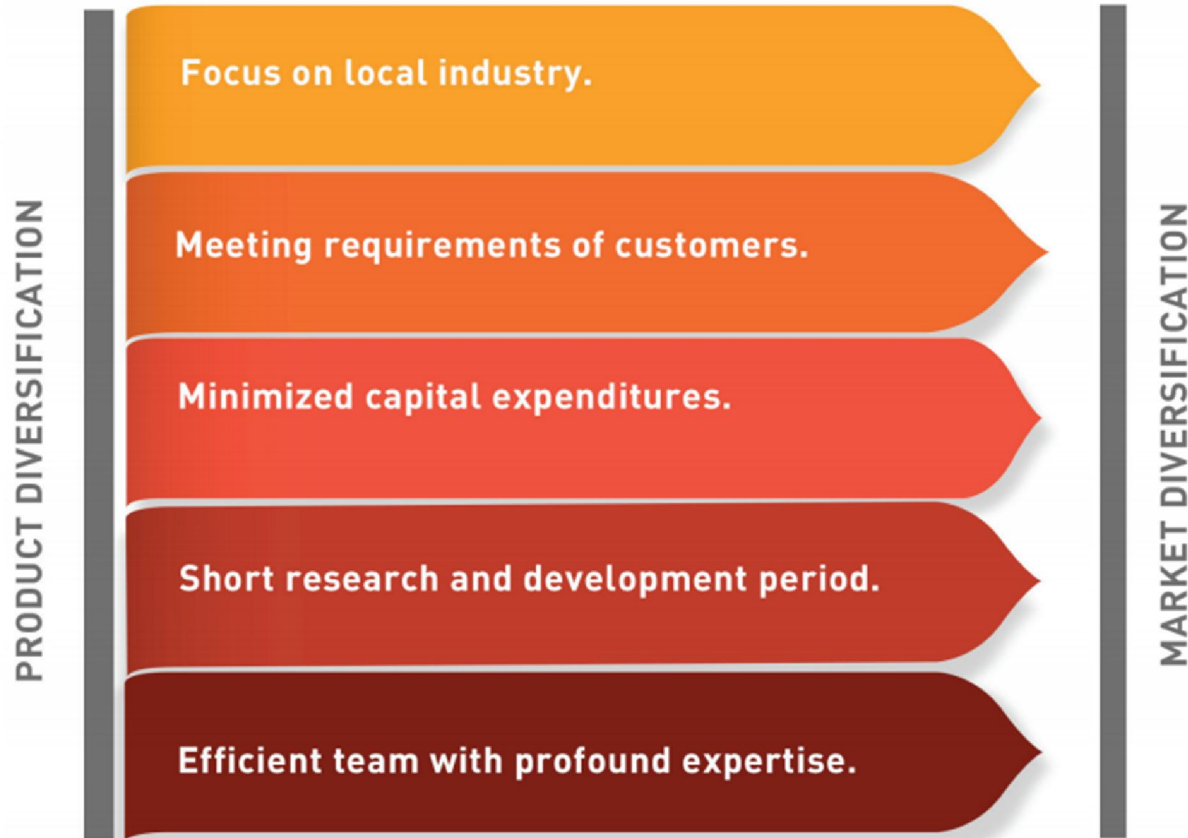 PRODUCT DIVERSIFICATION
Focus on local industry.
Meeting requirements of customers.
Minimized capital expenditures.
Short research and development period.
Efficient team with profound expertise.
MARKET DIVERSIFICATION